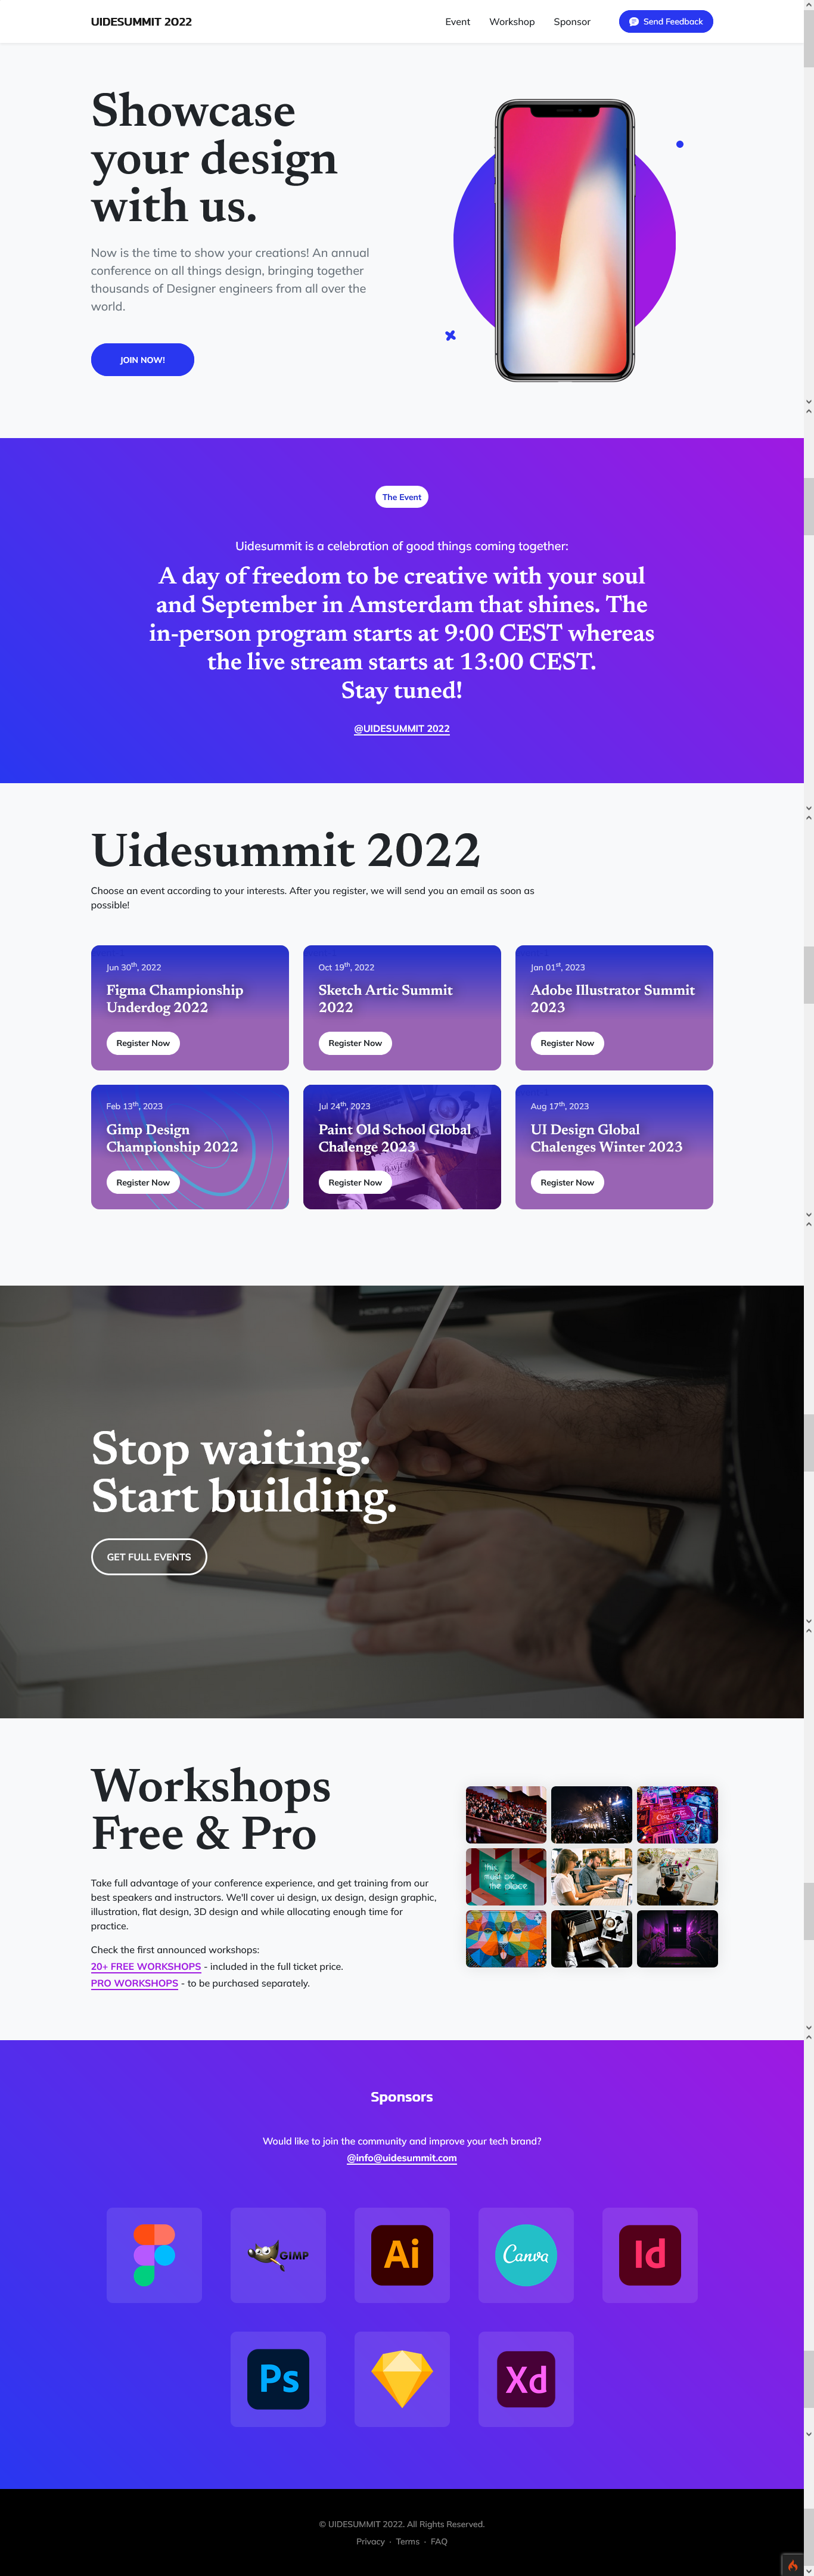 UIDESUMMIT 2022
Event
Workshop
Sponsor
Send Feedback
Showcase
your design
with us.
Now is the time to show your creations! An annual
conference on all things design, bringing together
thousands of Designer engineers from all over the
world.
JOIN NOW!
The Event
Uidesummit is a celebration of good things coming together:
A day of freedom to be creative with your soul
and September in Amsterdam that shines. The
in-person program starts at 9:00 CEST whereas
the live stream starts at 13:00 CEST.
Stay tuned!
@UIDESUMMIT 2022
Uidesummit 2022
Choose an event according to your interests. After you register, we will send you an email as soon as
possible!
Jun 30th, 2022
Figma Championship
Underdog 2022
Register Now
Oct 19th, 2022
Sketch Artic Summit
2022
Register Now
Jan 01st, 2023
Adobe Illustrator Summit
2023
Register Now
Feb 13th, 2023
Gimp Design
Championship 2022
Register Now
Jul 24th, 2023
Paint Old School Global
Chalenge 2023
Register Now
Aug 17th, 2023
UI Design Global
Chalenges Winter 2023
Register Now
Stop waiting.
Start building.
GET FULL EVENTS
Workshops
Free & Pro
Take full advantage of your conference experience, and get training from our
best speakers and instructors. We'll cover ui design, ux design, design graphic,
illustration, flat design, 3D design and while allocating enough time for
practice.
Check the first announced workshops:
20+ FREE WORKSHOPS - included in the full ticket price.
PRO WORKSHOPS - to be purchased separately.
this
must be
the place
Sponsors
Would like to join the community and improve your tech brand?
@info@uidesummit.com
GIMP
Ai
Canva
Id
Ps
Xd
© UIDESUMMIT 2022. All Rights Reserved.
Privacy · Terms · FAQ